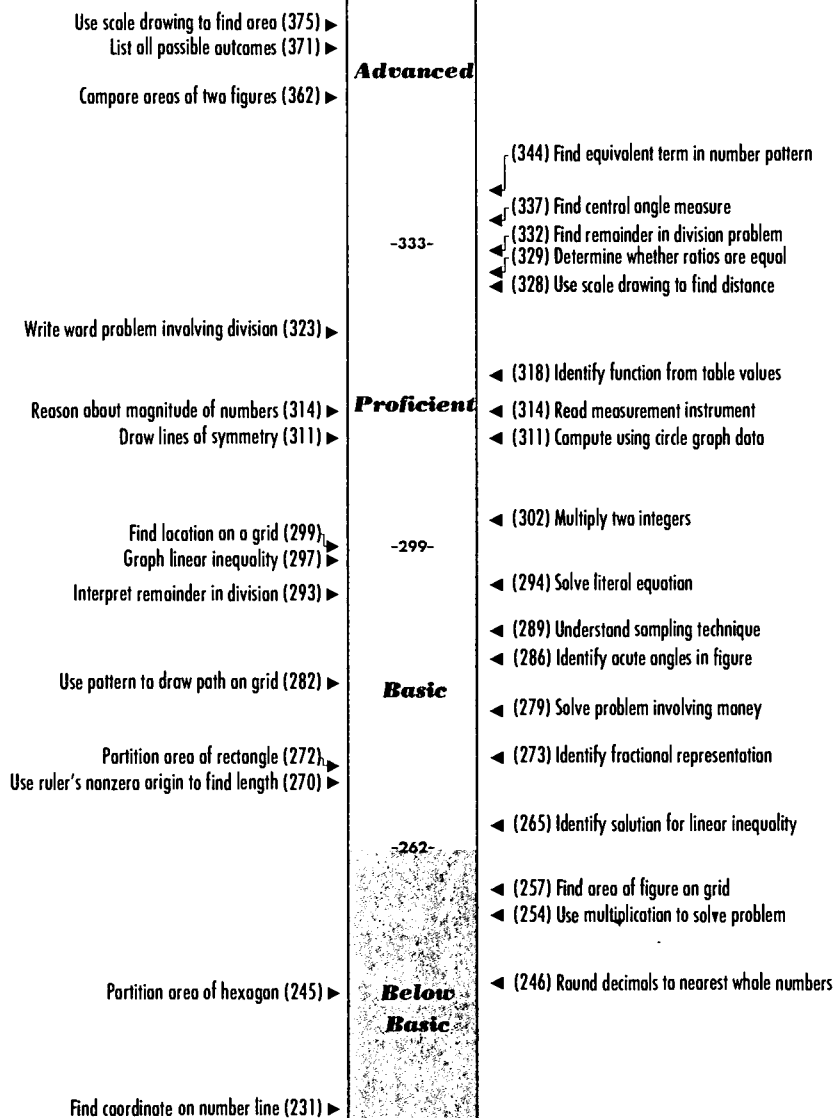 Use scale drawing to find area (375) ►
List all possible outcomes (371) ►
Advanced
Compare areas of two figures (362) ►
(344) Find equivalent term in number pattern
(337) Find central angle measure
(332) Find remainder in division problem
-333-
(329) Determine whether ratios are equal
◄ (328) Use scale drawing to find distance
Write word problem involving division (323) ►
◄ (318) Identify function from table values
Reason about magnitude of numbers (314) ►
Proficient
◄ (314) Read measurement instrument
Draw lines of symmetry (311) ►
◄ (311) Compute using circle graph data
◄ (302) Multiply two integers
Find location on a grid (299)
-299-
Graph linear inequality (297) ►
◄ (294) Solve literal equation
Interpret remainder in division (293) ►
◄ (289) Understand sampling technique
◄ (286) Identify acute angles in figure
Use pattern to draw path on grid (282) ►
Basic
◄ (279) Solve problem involving money
Partition area of rectangle (272)
◄ (273) Identify fractional representation
Use ruler's nonzero origin to find length (270) ►
◄ (265) Identify solution for linear inequality
-262-
◄ (257) Find area of figure on grid
◄ (254) Use multiplication to solve problem
Partition area of hexagon (245) ►
Below
◄ (246) Round decimals to nearest whole numbers
Basic
Find coordinate on number line (231) ►